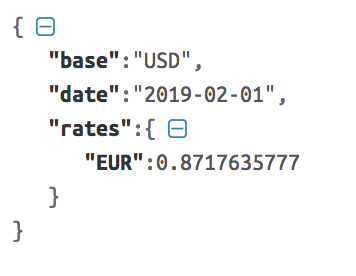 {
"base":"USD",
"date":"2019-02-01",
"rates":{
"EUR":0.8717635777
}
}